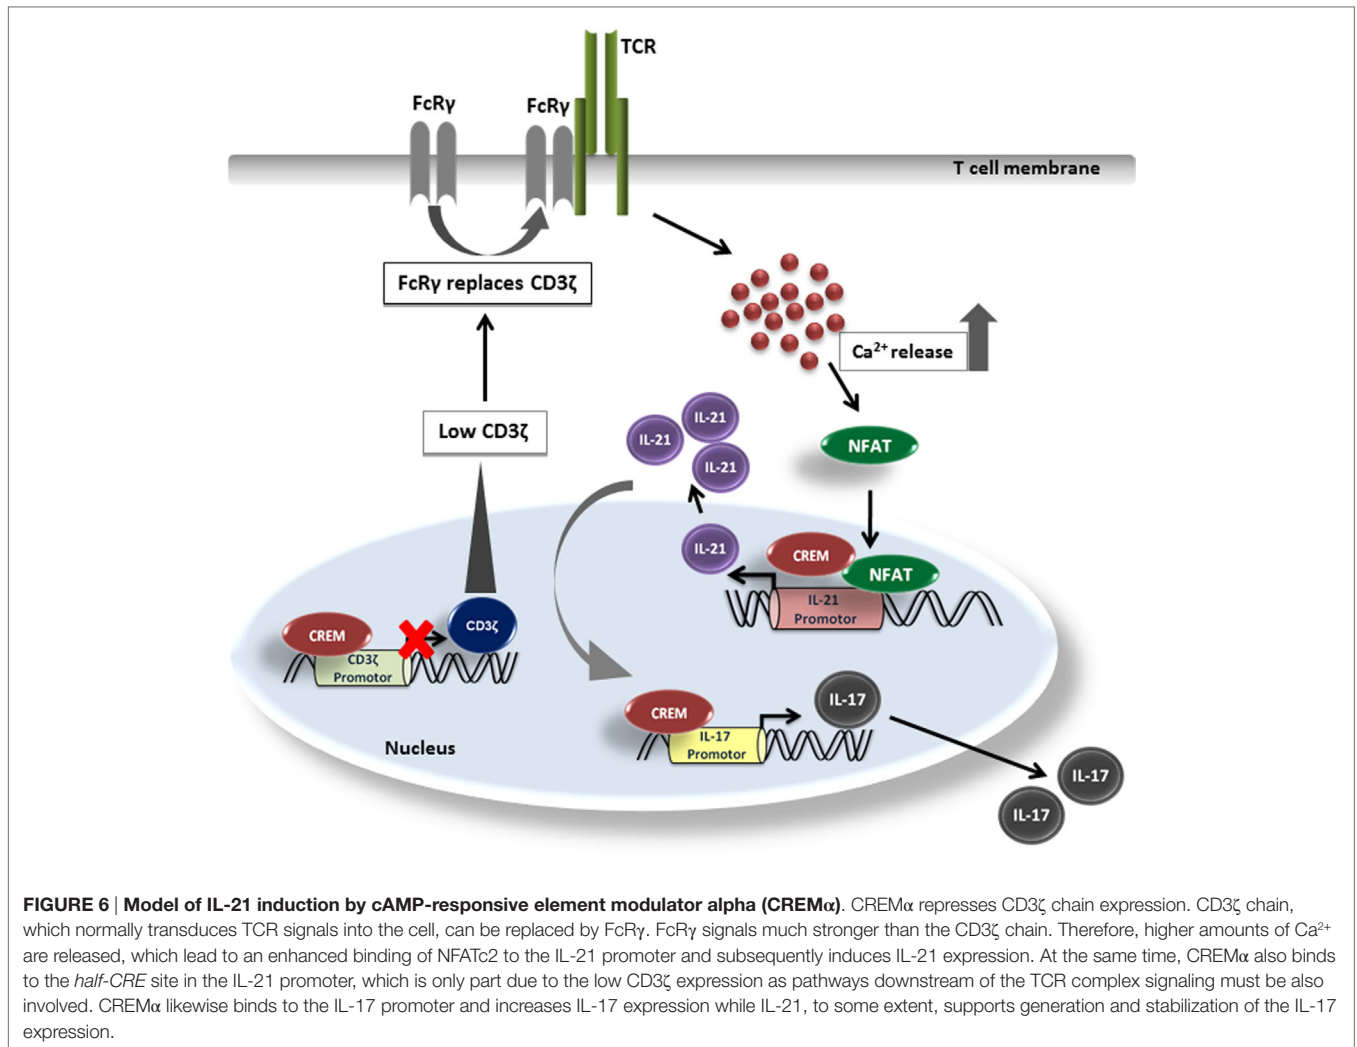 TCR
FcRγ
FcRγ
T cell membrane
FcRγ replaces CD3ζ
Ca²⁺ release
Low CD3ζ
IL-21
IL-21
IL-21
NFAT
IL-21
CREM
NFAT
IL-21
Promotor
CREM
CD3ζ
CD3ζ
Promotor
IL-17
CREM
IL-17
Promotor
Nucleus
IL-17
IL-17
FIGURE 6 | Model of IL-21 induction by cAMP-responsive element modulator alpha (CREMα). CREMα represses CD3ζ chain expression. CD3ζ chain,
which normally transduces TCR signals into the cell, can be replaced by FcRγ. FcRγ signals much stronger than the CD3ζ chain. Therefore, higher amounts of Ca²⁺
are released, which lead to an enhanced binding of NFATc2 to the IL-21 promoter and subsequently induces IL-21 expression. At the same time, CREMα also binds
to the half-CRE site in the IL-21 promoter, which is only part due to the low CD3ζ expression as pathways downstream of the TCR complex signaling must be also
involved. CREMα likewise binds to the IL-17 promoter and increases IL-17 expression while IL-21, to some extent, supports generation and stabilization of the IL-17
expression.